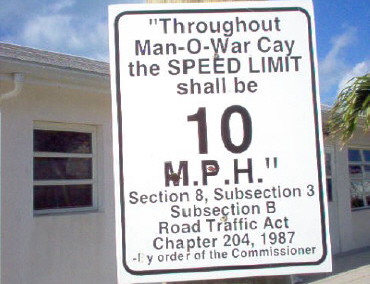 "Throughout
Man-O-War Cay
the SPEED LIMIT
shall be
10
M.P.H."
Section 8, Subsection 3
Subsection B
Road Traffic Act
Chapter 204, 1987
-By order of the Commissioner